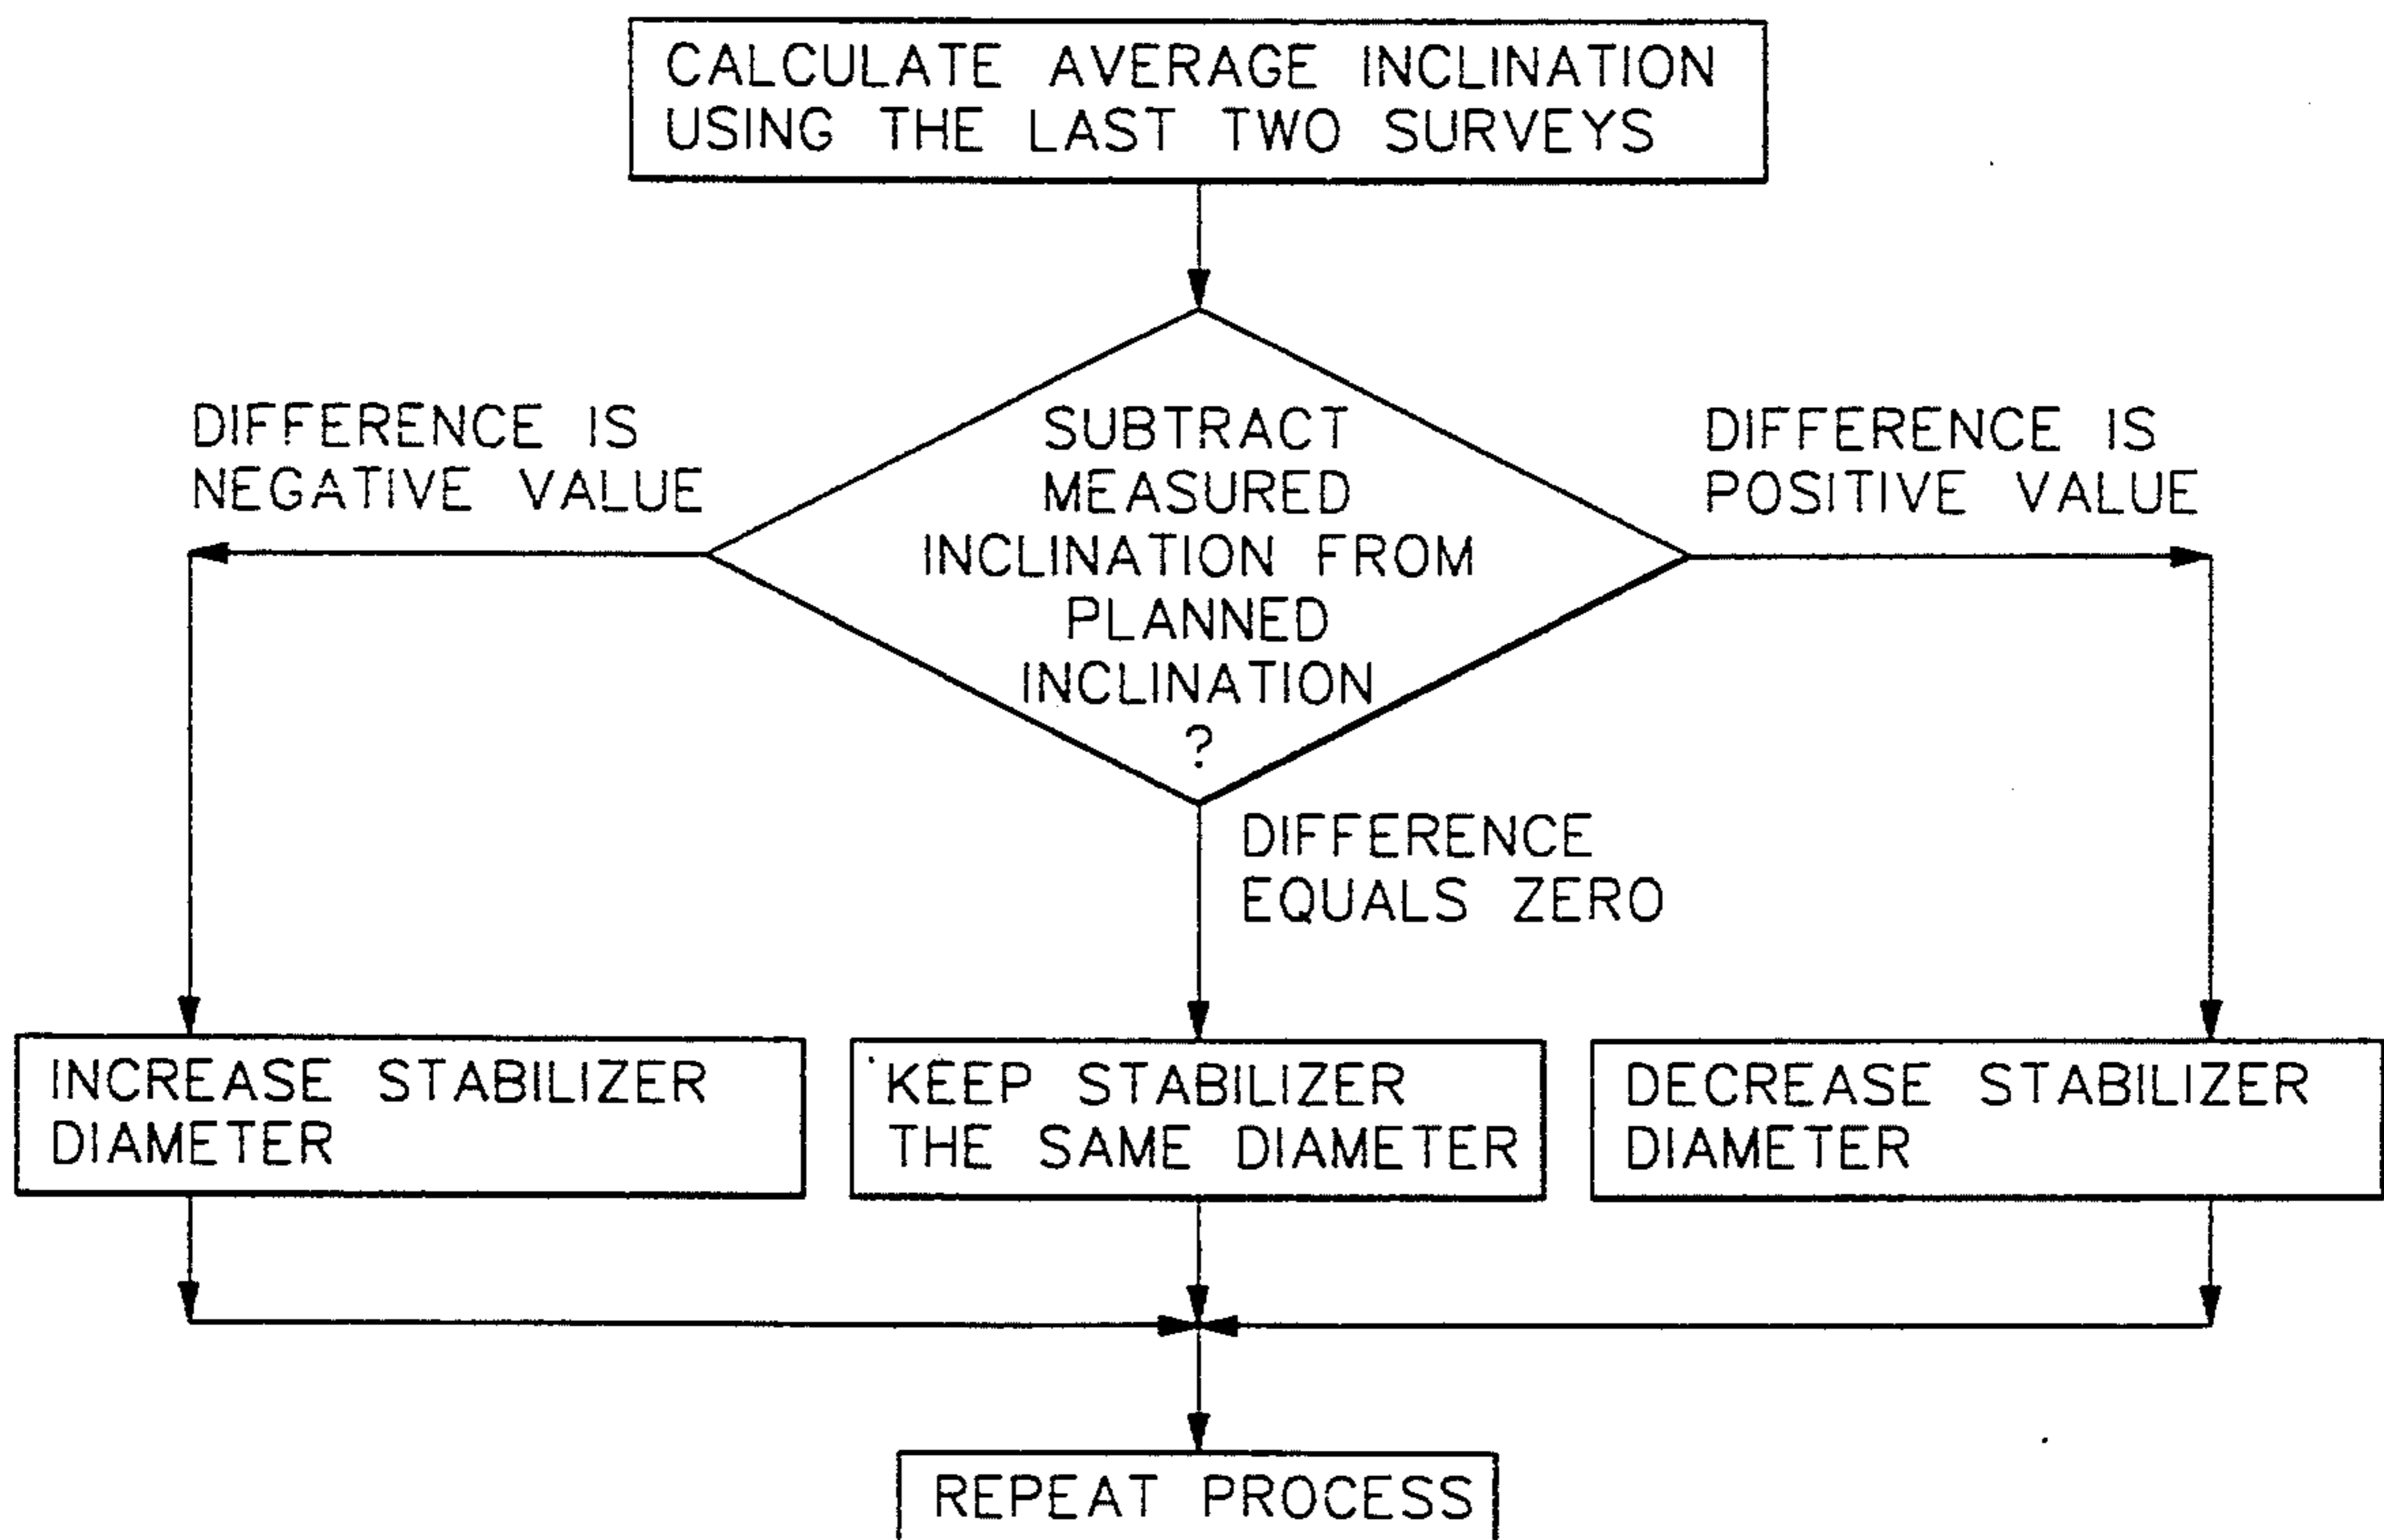 CALCULATE AVERAGE INCLINATION
USING THE LAST TWO SURVEYS
SUBTRACT
MEASURED
INCLINATION FROM
PLANNED
INCLINATION
?
DIFFERENCE IS
NEGATIVE VALUE
DIFFERENCE IS
POSITIVE VALUE
DIFFERENCE
EQUALS ZERO
INCREASE STABILIZER
DIAMETER
KEEP STABILIZER
THE SAME DIAMETER
DECREASE STABILIZER
DIAMETER
REPEAT PROCESS